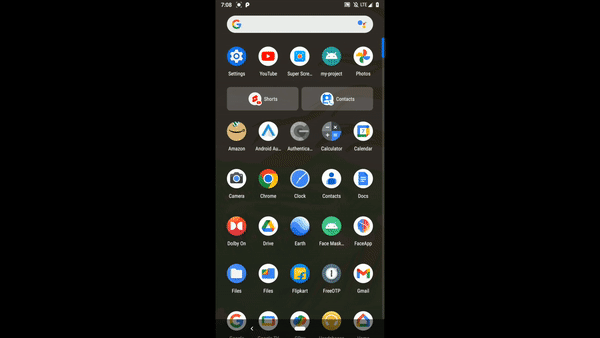 7:08
LTE
Settings YouTube Super Scre... my-project Photos
Shorts Contacts
Amazon Android Au... Authentica... Calculator Calendar
Camera Chrome Clock Contacts Docs
Dolby On Drive Earth Face Mask... FaceApp
Files Files Flipkart FreeOTP Gmail